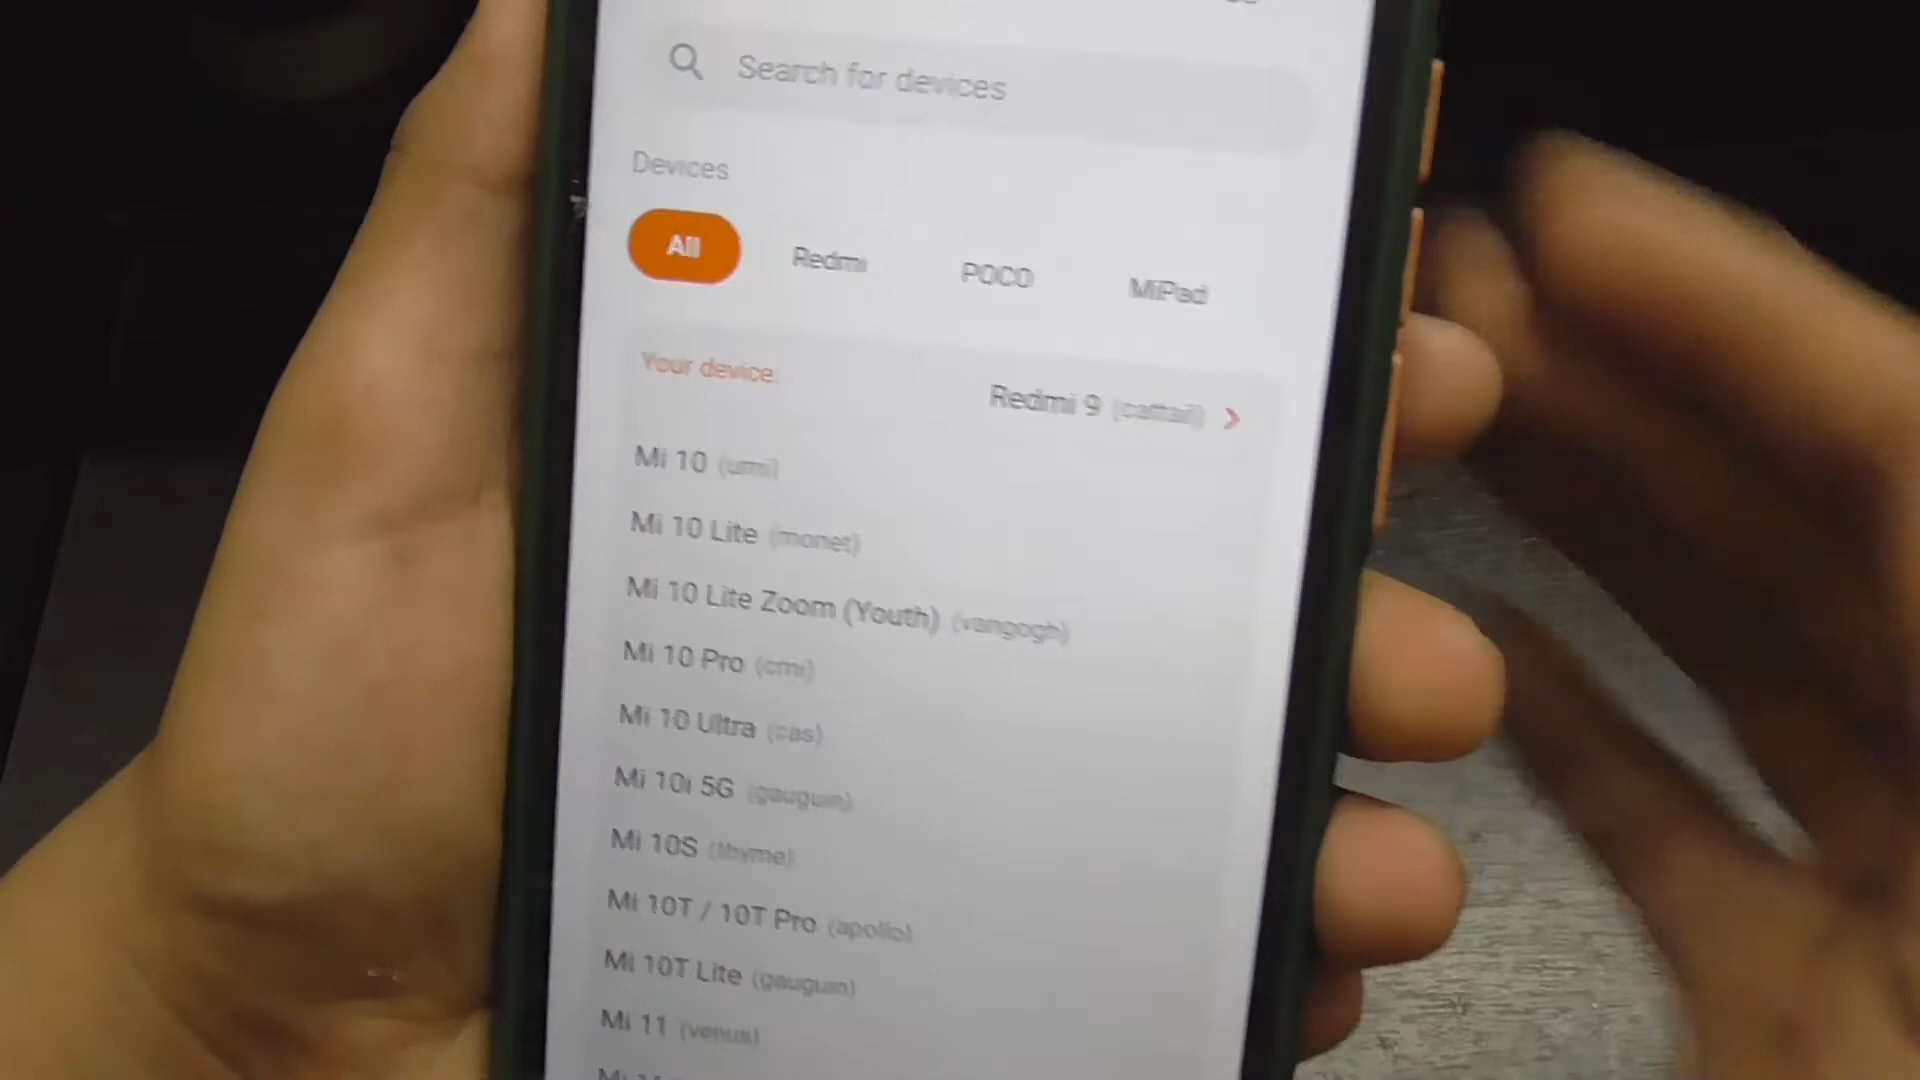 Search for devices
Devices
All Redmi POCO MiPad
Your device: Redmi 9 (cattail)
Mi 10 (umi)
Mi 10 Lite (monet)
Mi 10 Lite Zoom (Youth) (vangogh)
Mi 10 Pro (cmi)
Mi 10 Ultra (cas)
Mi 10i 5G (gauguin)
Mi 10S (thyme)
Mi 10T / 10T Pro (apollo)
Mi 10T Lite (gauguin)
Mi 11 (venus)